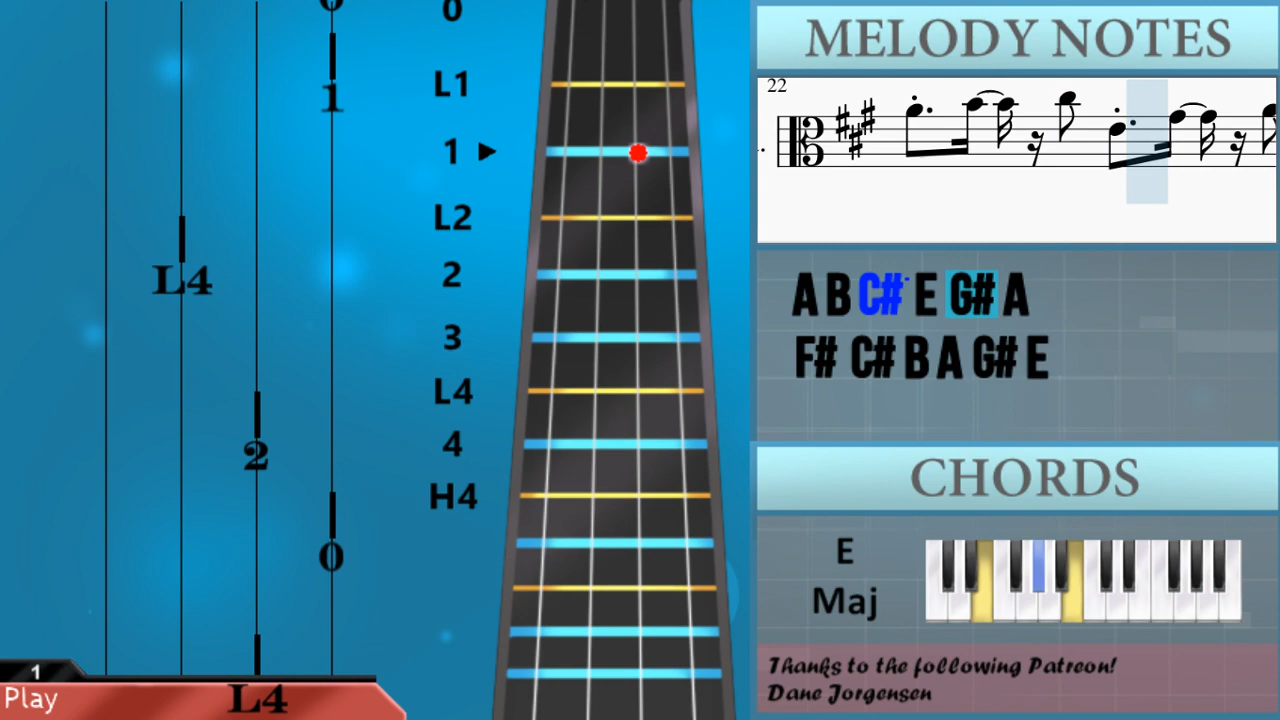 0
1
L4
2
0
L4
1
Play
0
L1
1
L2
2
3
L4
4
H4
MELODY NOTES
22
A B C# E G# A
F# C# B A G# E
CHORDS
E
Maj
Thanks to the following Patreon!
Dane Jorgensen